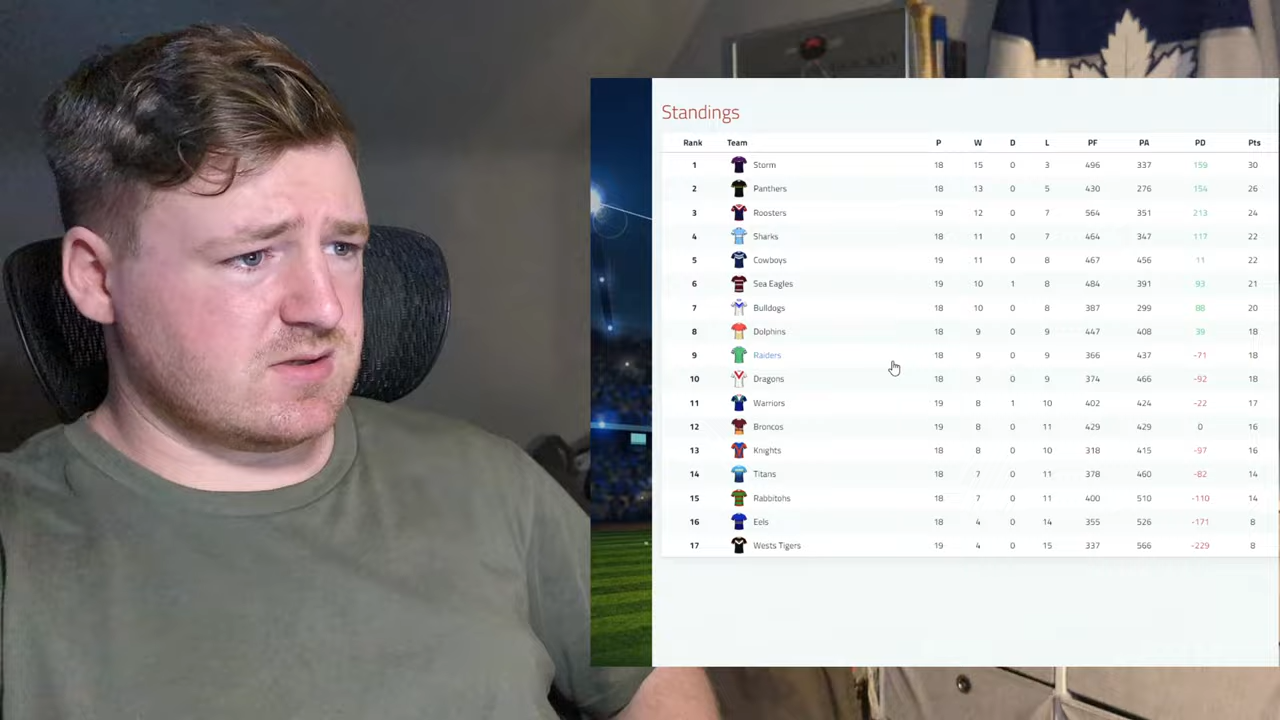 Standings
Rank Team P W D L PF PA PD Pts
1 Storm 18 15 0 3 496 337 159 30
2 Panthers 18 13 0 5 430 276 154 26
3 Roosters 19 12 0 7 564 351 213 24
4 Sharks 18 11 0 7 464 347 117 22
5 Cowboys 19 11 0 8 467 456 11 22
6 Sea Eagles 19 10 1 8 484 391 93 21
7 Bulldogs 18 10 0 8 387 299 88 20
8 Dolphins 18 9 0 9 447 408 39 18
9 Raiders 18 9 0 9 366 437 -71 18
10 Dragons 18 9 0 9 374 466 -92 18
11 Warriors 19 8 1 10 402 424 -22 17
12 Broncos 19 8 0 11 429 429 0 16
13 Knights 18 8 0 10 318 415 -97 16
14 Titans 18 7 0 11 378 460 -82 14
15 Rabbitohs 18 7 0 11 400 510 -110 14
16 Eels 18 4 0 14 355 526 -171 8
17 Wests Tigers 19 4 0 15 337 566 -229 8